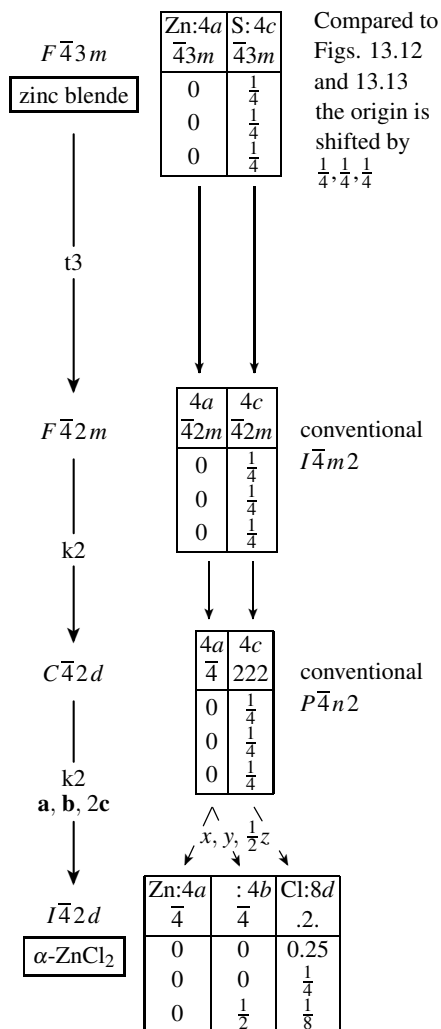 Zn:4a S:4c
F4̅3m 4̅3m 4̅3m
zinc blende
0 1/4
0 1/4
0 1/4
Compared to
Figs. 13.12
and 13.13
the origin is
shifted by
1/4, 1/4, 1/4
t3
4a 4c
F4̅2m 4̅2m 4̅2m
0 1/4
0 1/4
0 1/4
conventional
I4̅m2
k2
4a 4c
C4̅2d 4̅ 222
0 1/4
0 1/4
0 1/4
conventional
P4̅n2
k2
a, b, 2c
x, y, 1/2z
Zn:4a : 4b Cl:8d
I4̅2d 4̅ 4̅ .2.
α-ZnCl₂
0 0 0.25
0 0 1/4
0 1/2 1/8